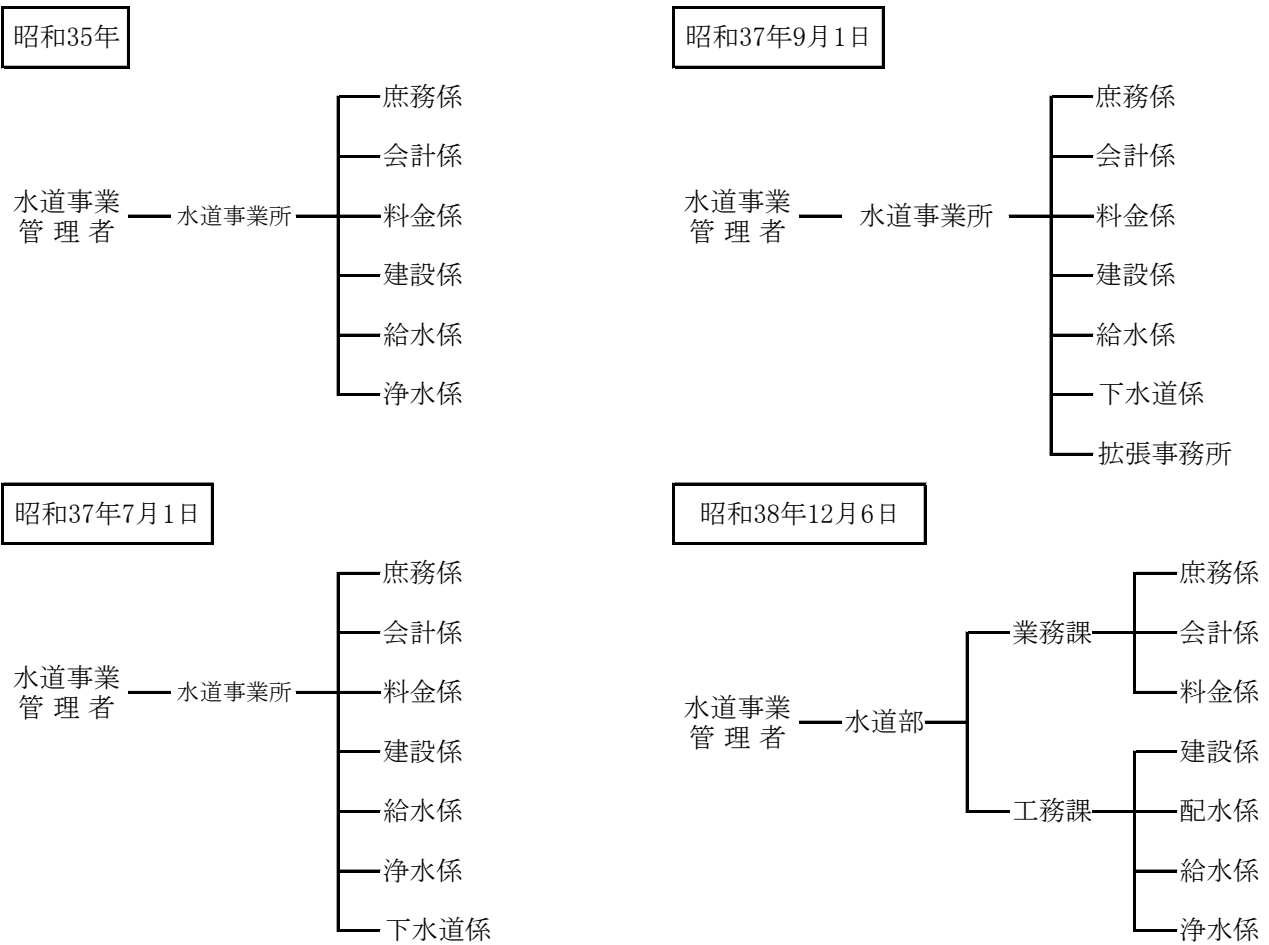 昭和35年
水道事業
管理者
水道事業所
庶務係
会計係
料金係
建設係
給水係
浄水係
昭和37年7月1日
水道事業
管理者
水道事業所
庶務係
会計係
料金係
建設係
給水係
浄水係
下水道係
昭和37年9月1日
水道事業
管理者
水道事業所
庶務係
会計係
料金係
建設係
給水係
下水道係
拡張事務所
昭和38年12月6日
水道事業
管理者
水道部
業務課
庶務係
会計係
料金係
工務課
建設係
配水係
給水係
浄水係